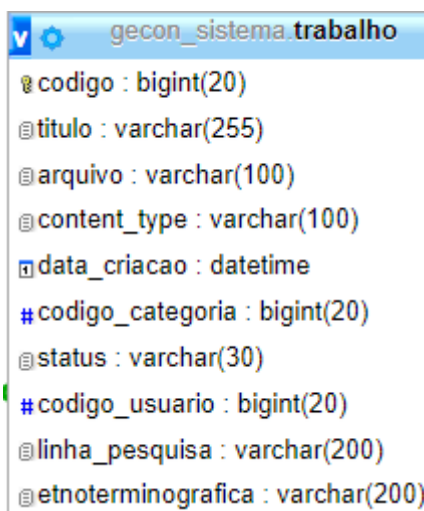 v gecon_sistema.trabalho
codigo : bigint(20)
titulo : varchar(255)
arquivo : varchar(100)
content_type : varchar(100)
data_criacao : datetime
# codigo_categoria : bigint(20)
status : varchar(30)
# codigo_usuario : bigint(20)
linha_pesquisa : varchar(200)
etnoterminografica : varchar(200)